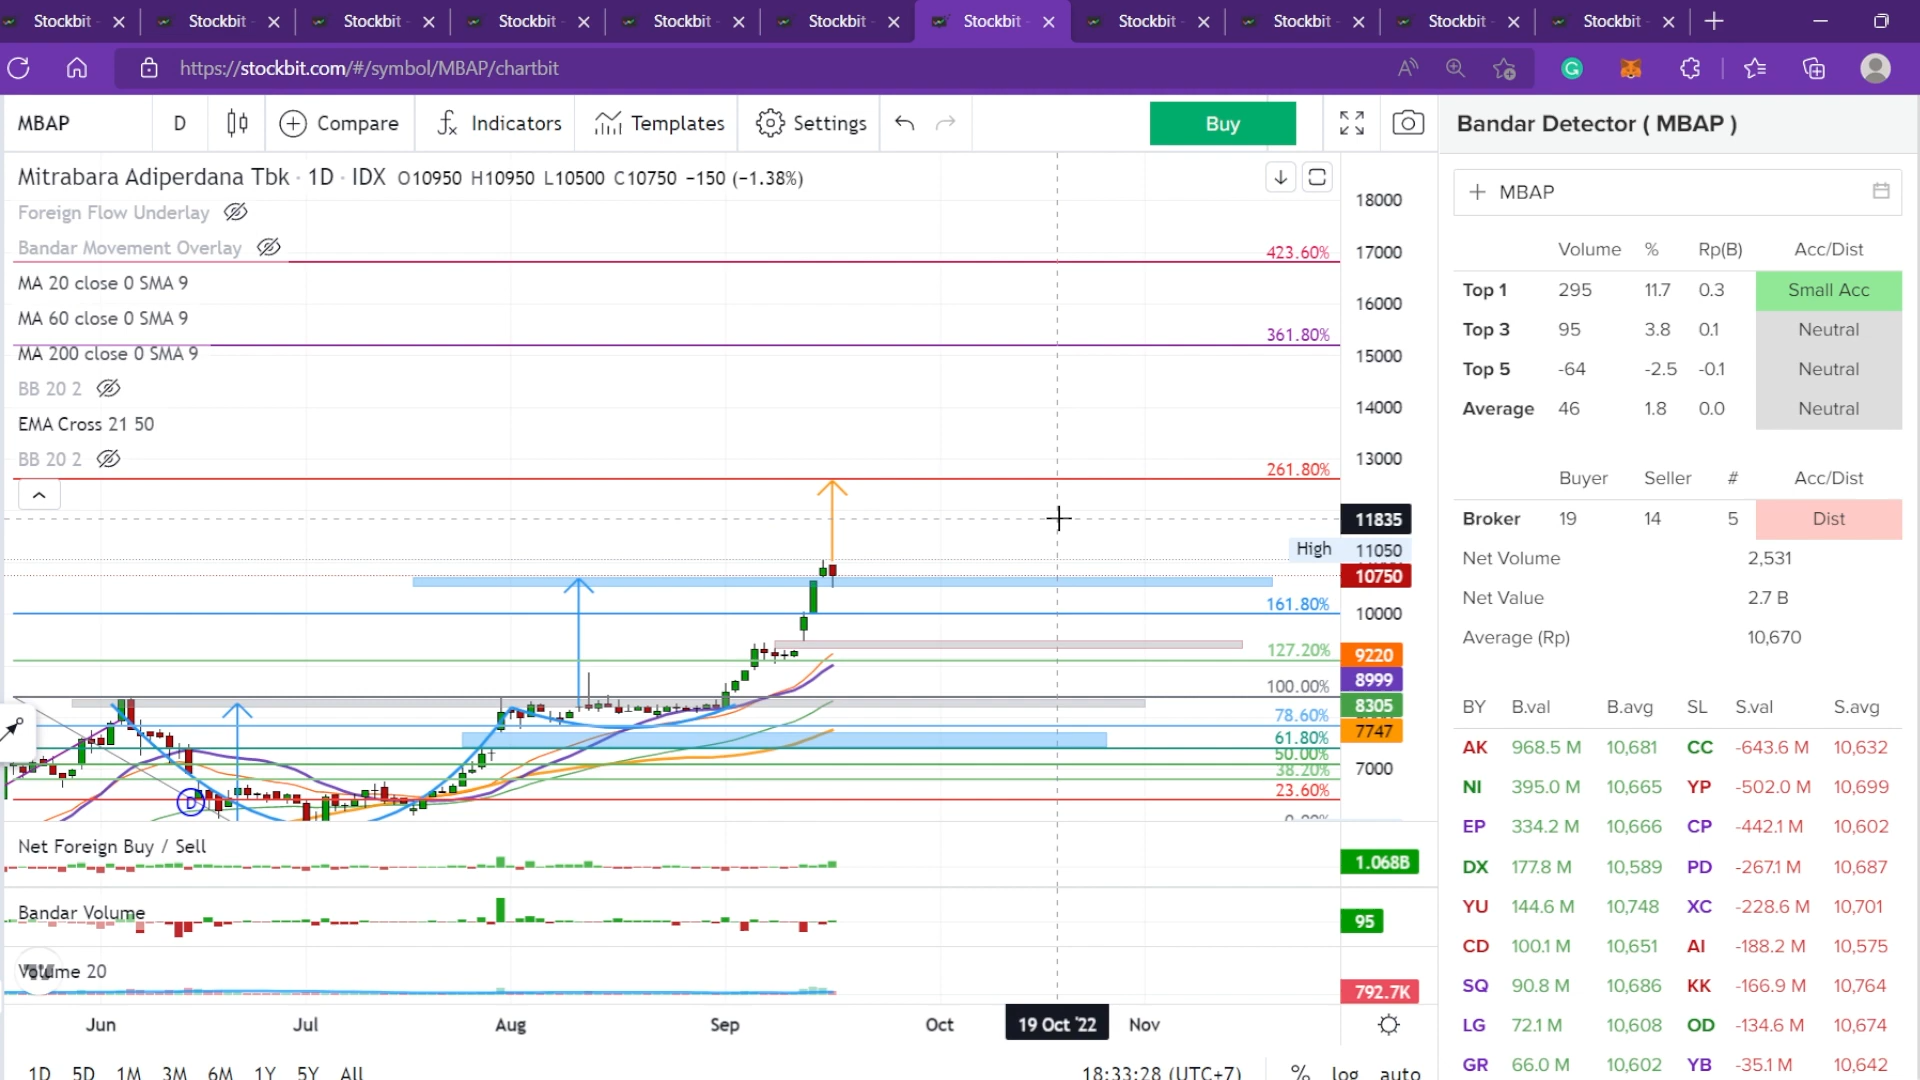 Stockbit Stockbit Stockbit Stockbit Stockbit Stockbit Stockbit Stockbit Stockbit Stockbit Stockbit
https://stockbit.com/#/symbol/MBAP/chartbit
MBAP D Compare Indicators Templates Settings Buy
Bandar Detector ( MBAP )
Mitrabara Adiperdana Tbk · 1D · IDX O10950 H10950 L10500 C10750 −150 (−1.38%)
Foreign Flow Underlay
Bandar Movement Overlay
MA 20 close 0 SMA 9
MA 60 close 0 SMA 9
MA 200 close 0 SMA 9
BB 20 2
EMA Cross 21 50
BB 20 2
423.60%
361.80%
261.80%
161.80%
127.20%
100.00%
78.60%
61.80%
50.00%
38.20%
23.60%
0.00%
18000
17000
16000
15000
14000
13000
11835
High 11050
10750
10000
9220
8999
8305
7747
7000
D
Net Foreign Buy / Sell
1.068B
Bandar Volume
95
Volume 20
792.7K
Jun Jul Aug Sep Oct 19 Oct '22 Nov
1D 5D 1M 3M 6M 1Y 5Y All 18:33:28 (UTC+7) % log auto
MBAP
Volume % Rp(B) Acc/Dist
Top 1 295 11.7 0.3 Small Acc
Top 3 95 3.8 0.1 Neutral
Top 5 -64 -2.5 -0.1 Neutral
Average 46 1.8 0.0 Neutral
Buyer Seller # Acc/Dist
Broker 19 14 5 Dist
Net Volume 2,531
Net Value 2.7 B
Average (Rp) 10,670
BY B.val B.avg SL S.val S.avg
AK 968.5 M 10,681 CC -643.6 M 10,632
NI 395.0 M 10,665 YP -502.0 M 10,699
EP 334.2 M 10,666 CP -442.1 M 10,602
DX 177.8 M 10,589 PD -267.1 M 10,687
YU 144.6 M 10,748 XC -228.6 M 10,701
CD 100.1 M 10,651 AI -188.2 M 10,575
SQ 90.8 M 10,686 KK -166.9 M 10,764
LG 72.1 M 10,608 OD -134.6 M 10,674
GR 66.0 M 10,602 YB -35.1 M 10,642